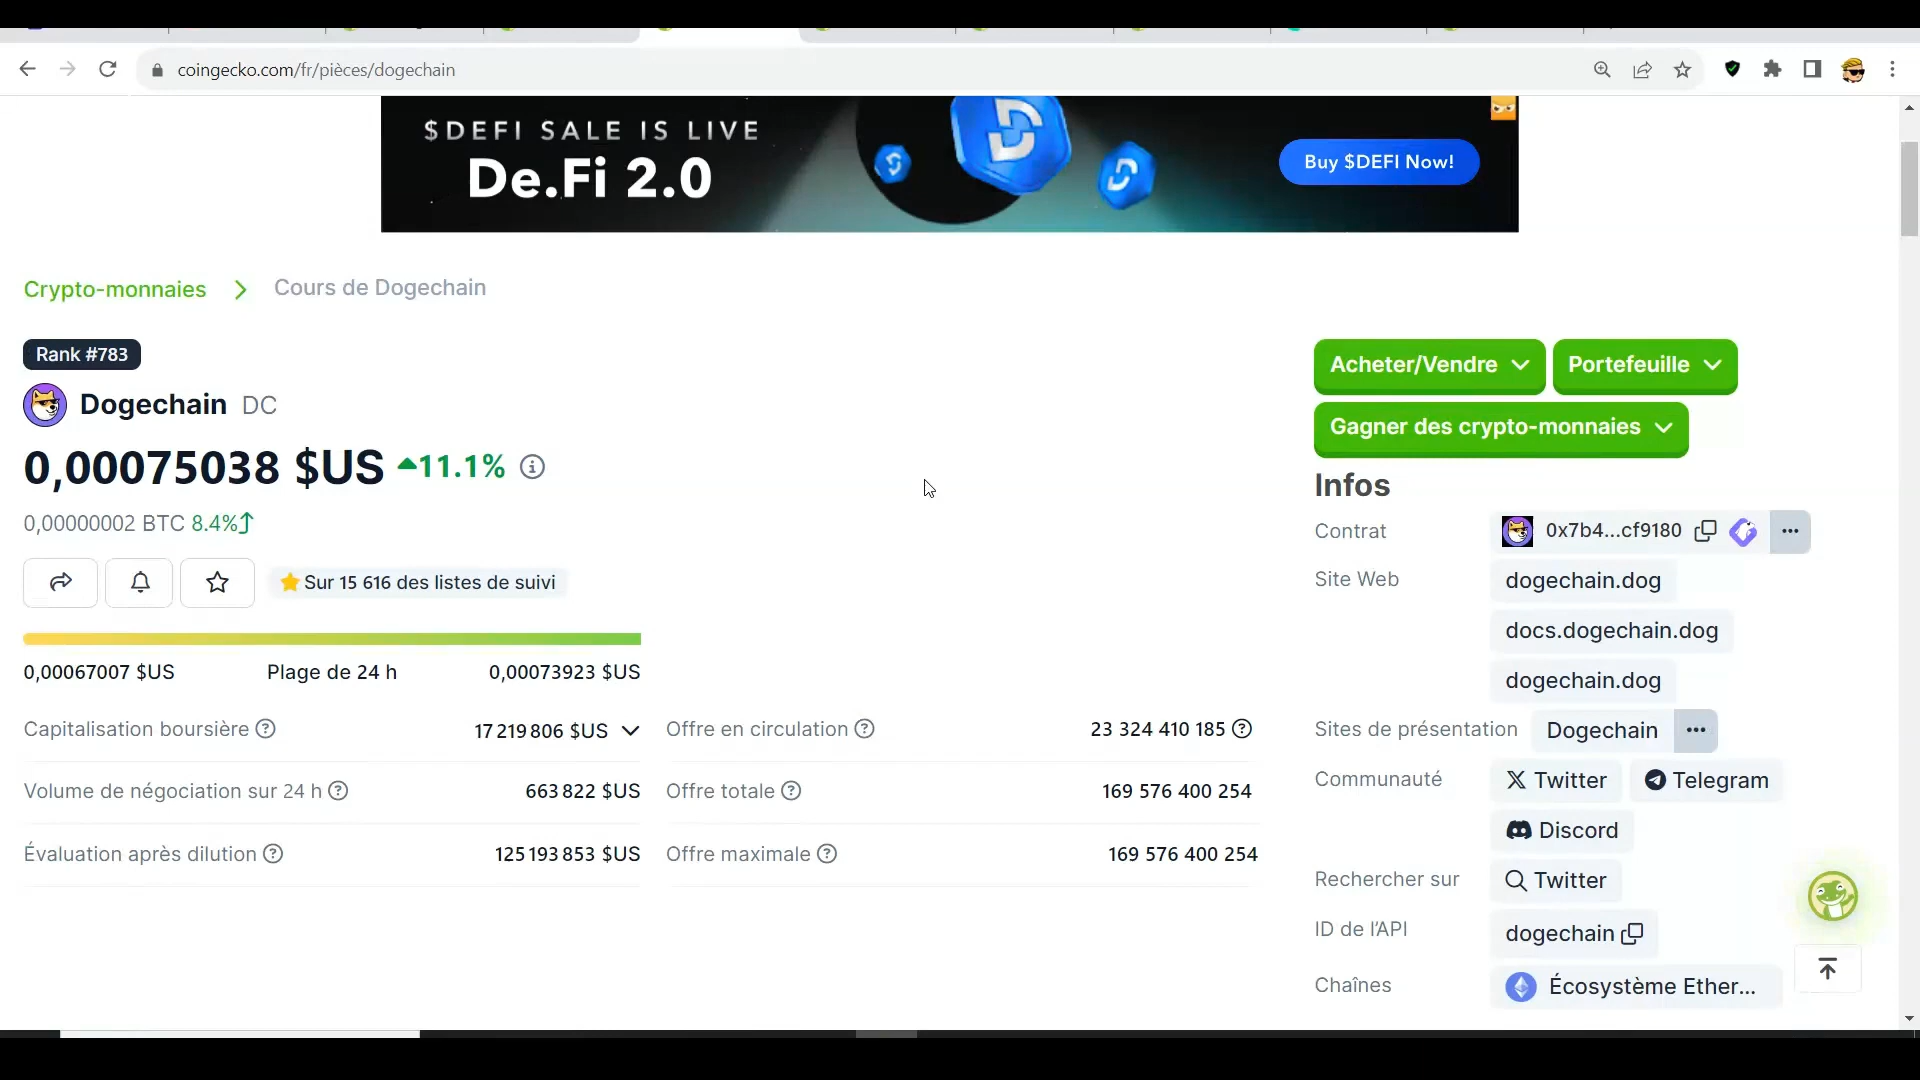 coingecko.com/fr/pièces/dogechain
$DEFI SALE IS LIVE
De.Fi 2.0
Buy $DEFI Now!
Crypto-monnaies
Cours de Dogechain
Rank #783
Dogechain DC
0,00075038 $US 11.1%
0,00000002 BTC 8.4%
Sur 15 616 des listes de suivi
0,00067007 $US Plage de 24 h 0,00073923 $US
Capitalisation boursière 17 219 806 $US
Volume de négociation sur 24 h 663 822 $US
Évaluation après dilution 125 193 853 $US
Offre en circulation 23 324 410 185
Offre totale 169 576 400 254
Offre maximale 169 576 400 254
Acheter/Vendre
Portefeuille
Gagner des crypto-monnaies
Infos
Contrat 0x7b4...cf9180
Site Web dogechain.dog
docs.dogechain.dog
dogechain.dog
Sites de présentation Dogechain
Communauté Twitter Telegram
Discord
Rechercher sur Twitter
ID de l'API dogechain
Chaînes Écosystème Ether...